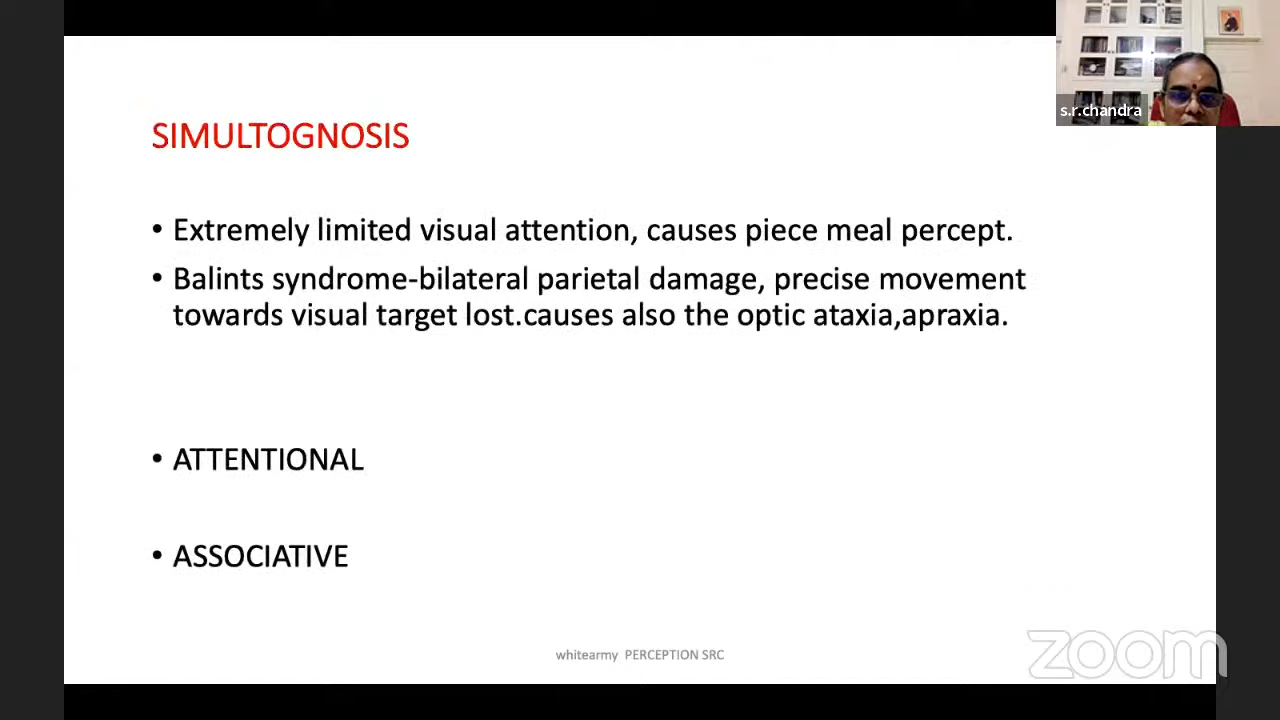 s.r.chandra
SIMULTOGNOSIS
• Extremely limited visual attention, causes piece meal percept.
• Balints syndrome-bilateral parietal damage, precise movement
towards visual target lost.causes also the optic ataxia,apraxia.
• ATTENTIONAL
• ASSOCIATIVE
whitearmy PERCEPTION SRC
zoom